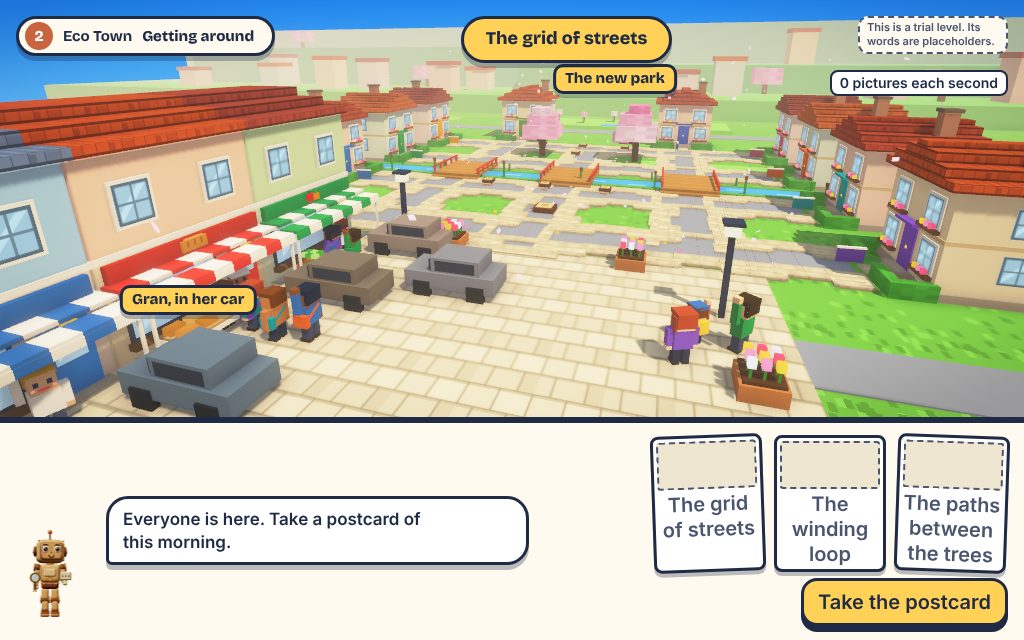 2 Eco Town Getting around
The grid of streets
This is a trial level. Its
words are placeholders.
The new park
0 pictures each second
Gran, in her car
Everyone is here. Take a postcard of
this morning.
The grid
of streets
The
winding
loop
The paths
between
the trees
Take the postcard